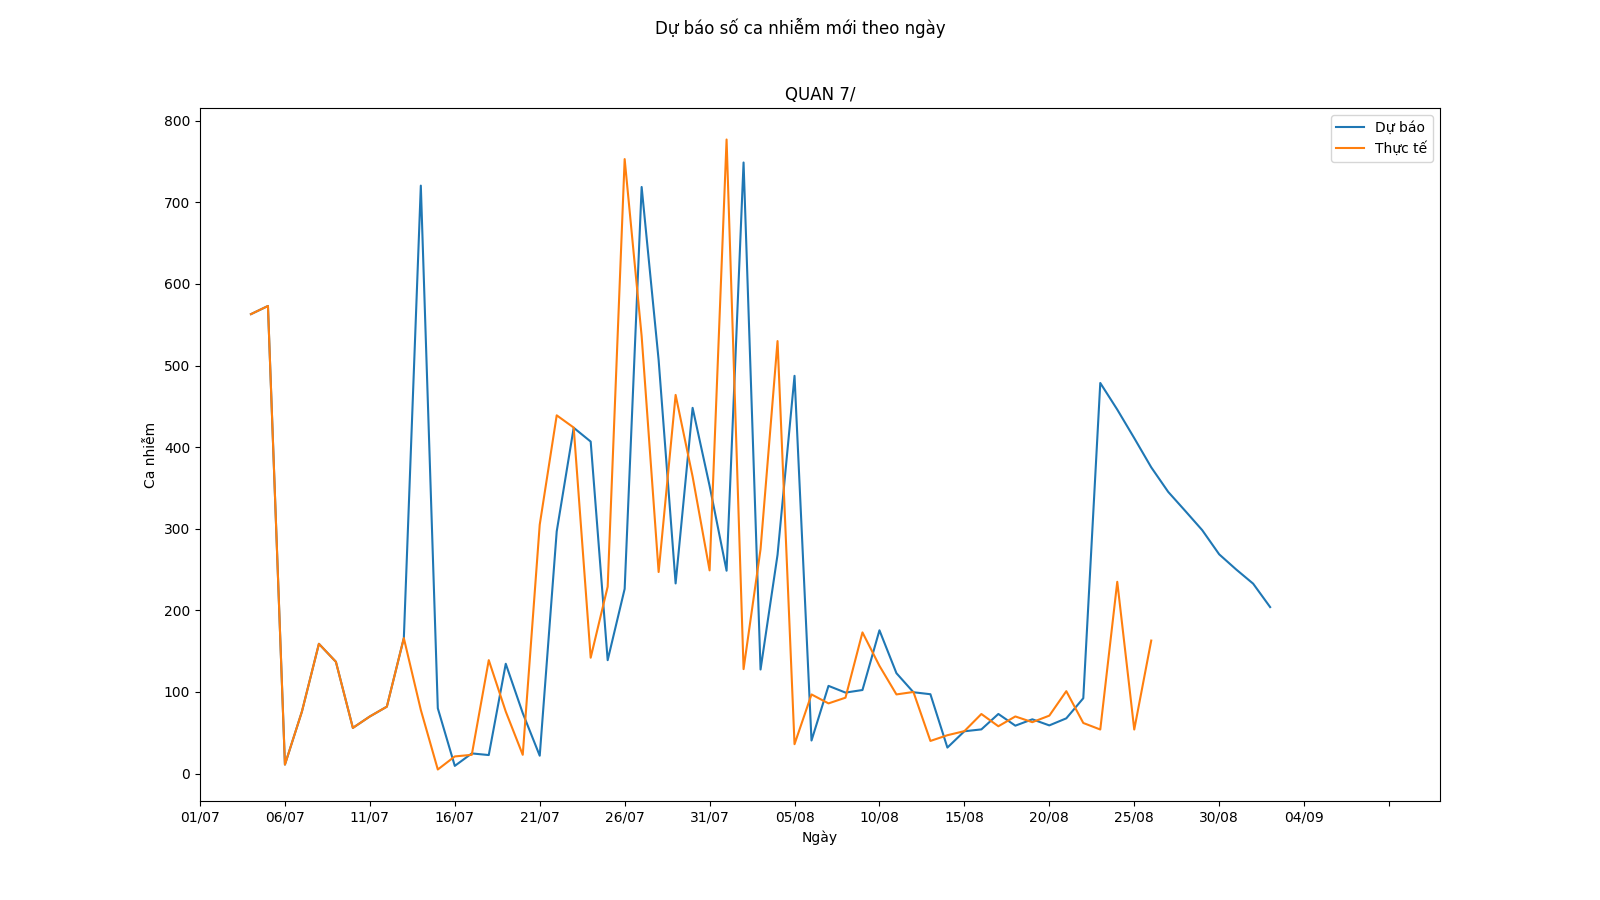 Dự báo số ca nhiễm mới theo ngày
QUAN 7/
Dự báo
Thực tế
800
700
600
500
400
300
200
100
0
Ca nhiễm
01/07 06/07 11/07 16/07 21/07 26/07 31/07 05/08 10/08 15/08 20/08 25/08 30/08 04/09
Ngày